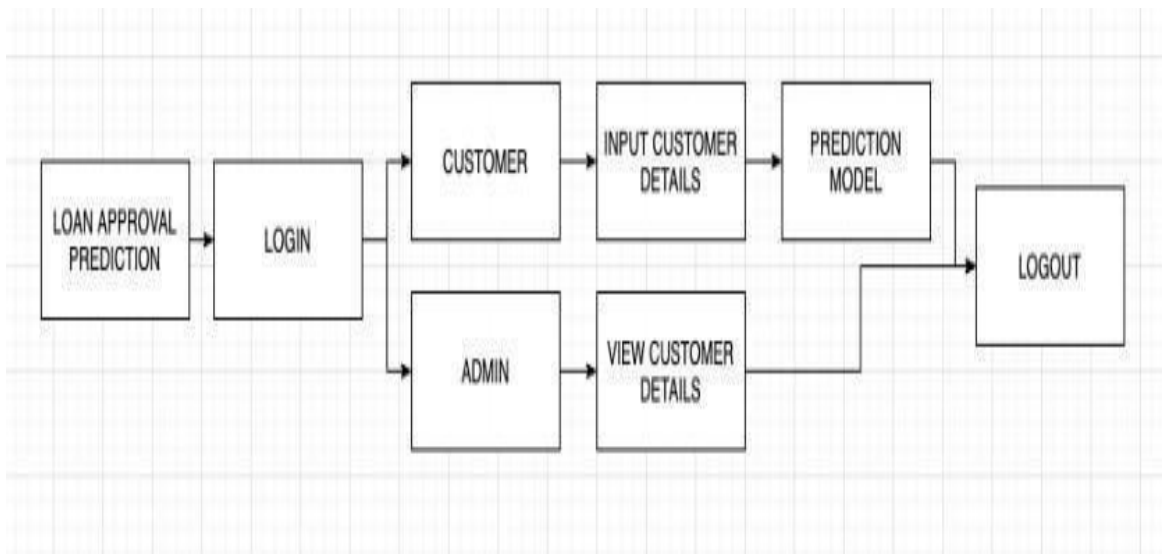 LOAN APPROVAL
PREDICTION
LOGIN
CUSTOMER
INPUT CUSTOMER
DETAILS
PREDICTION
MODEL
ADMIN
VIEW CUSTOMER
DETAILS
LOGOUT